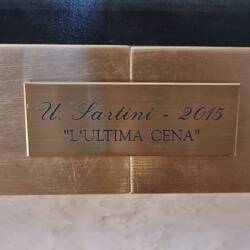 U. Sartini - 2015
"L'ULTIMA CENA"